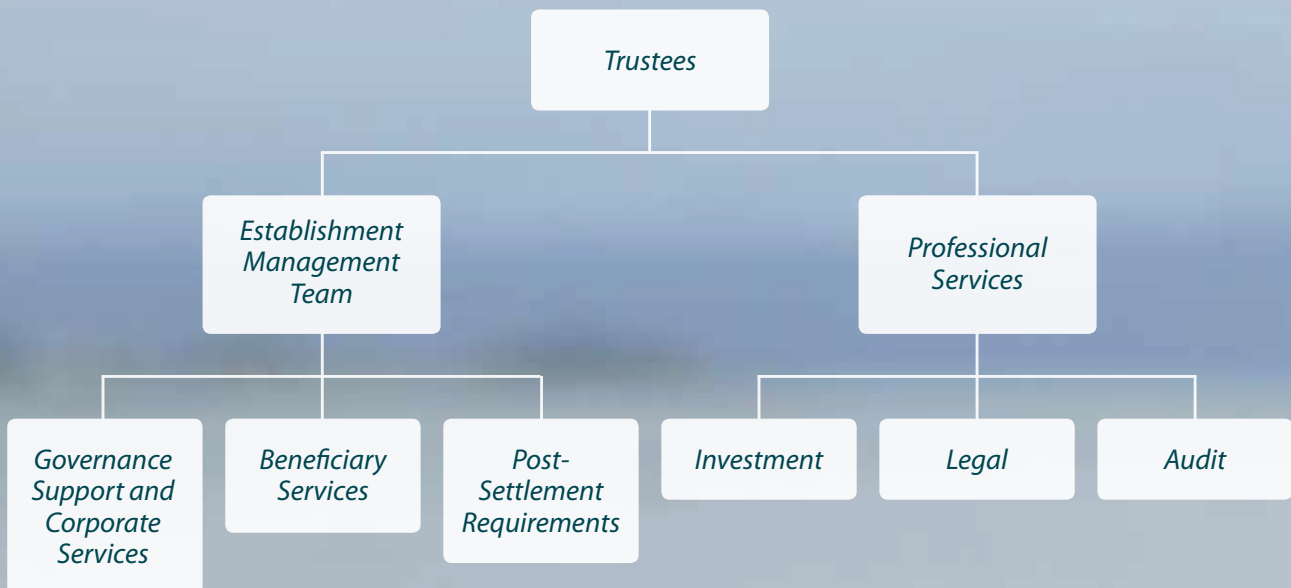 Trustees
Establishment
Management
Team
Professional
Services
Governance
Support and
Corporate
Services
Beneficiary
Services
Post-
Settlement
Requirements
Investment
Legal
Audit